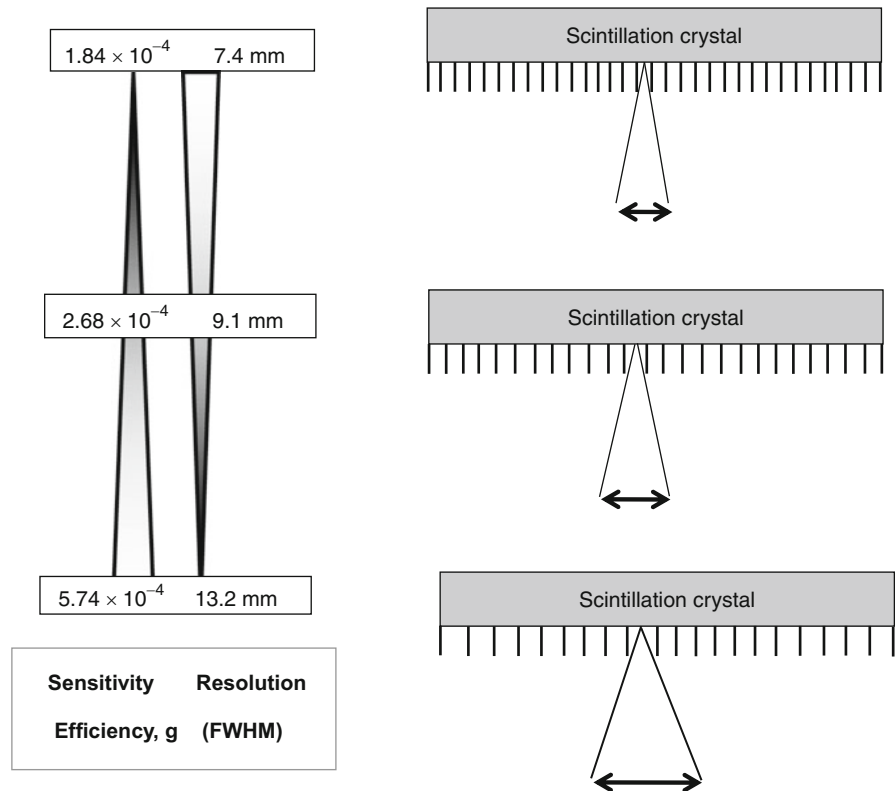 1.84 × 10⁻⁴ 7.4 mm
Scintillation crystal
2.68 × 10⁻⁴ 9.1 mm
Scintillation crystal
5.74 × 10⁻⁴ 13.2 mm
Scintillation crystal
Sensitivity Resolution
Efficiency, g (FWHM)